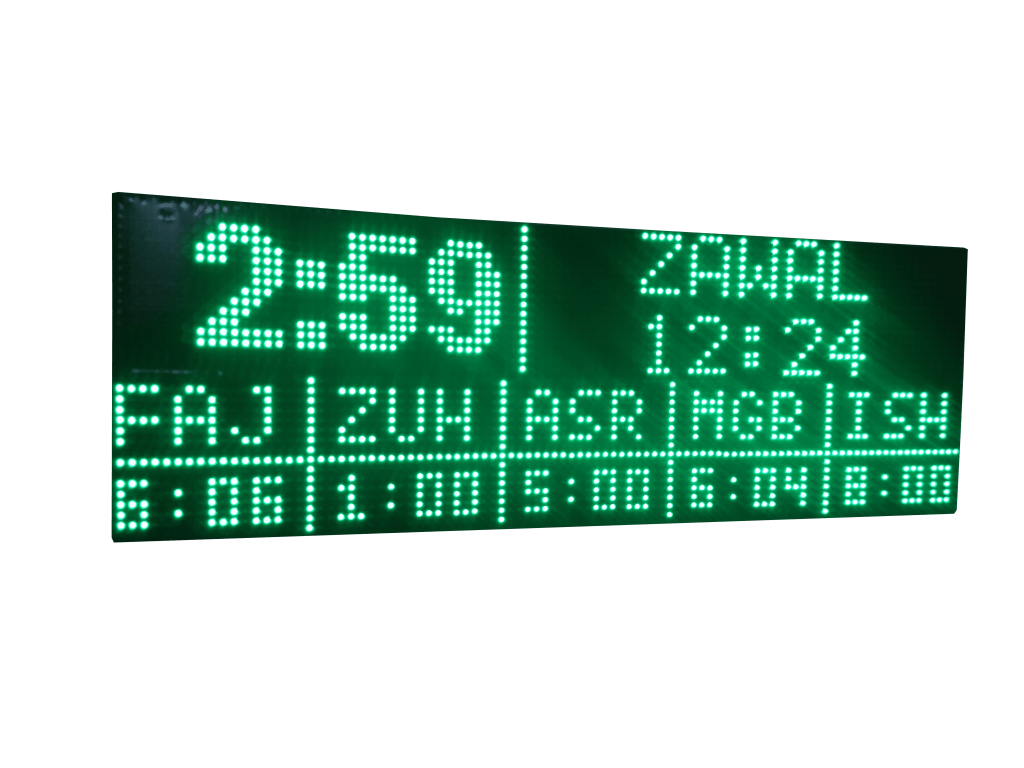 2:59 ZAWAL
12:24
FAJ ZUH ASR MGB ISH
6:06 1:00 5:00 6:04 8:00